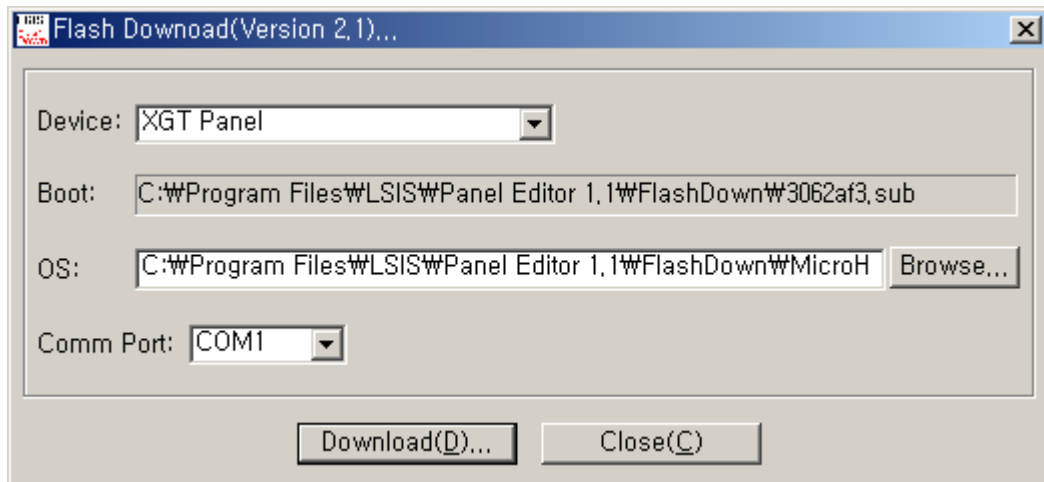 Flash Downoad(Version 2,1),,,
Device: XGT Panel
Boot: C:₩Program Files₩LSIS₩Panel Editor 1,1₩FlashDown₩3062af3,sub
OS: C:₩Program Files₩LSIS₩Panel Editor 1,1₩FlashDown₩MicroH Browse,,,
Comm Port: COM1
Download(D),,, Close(C)